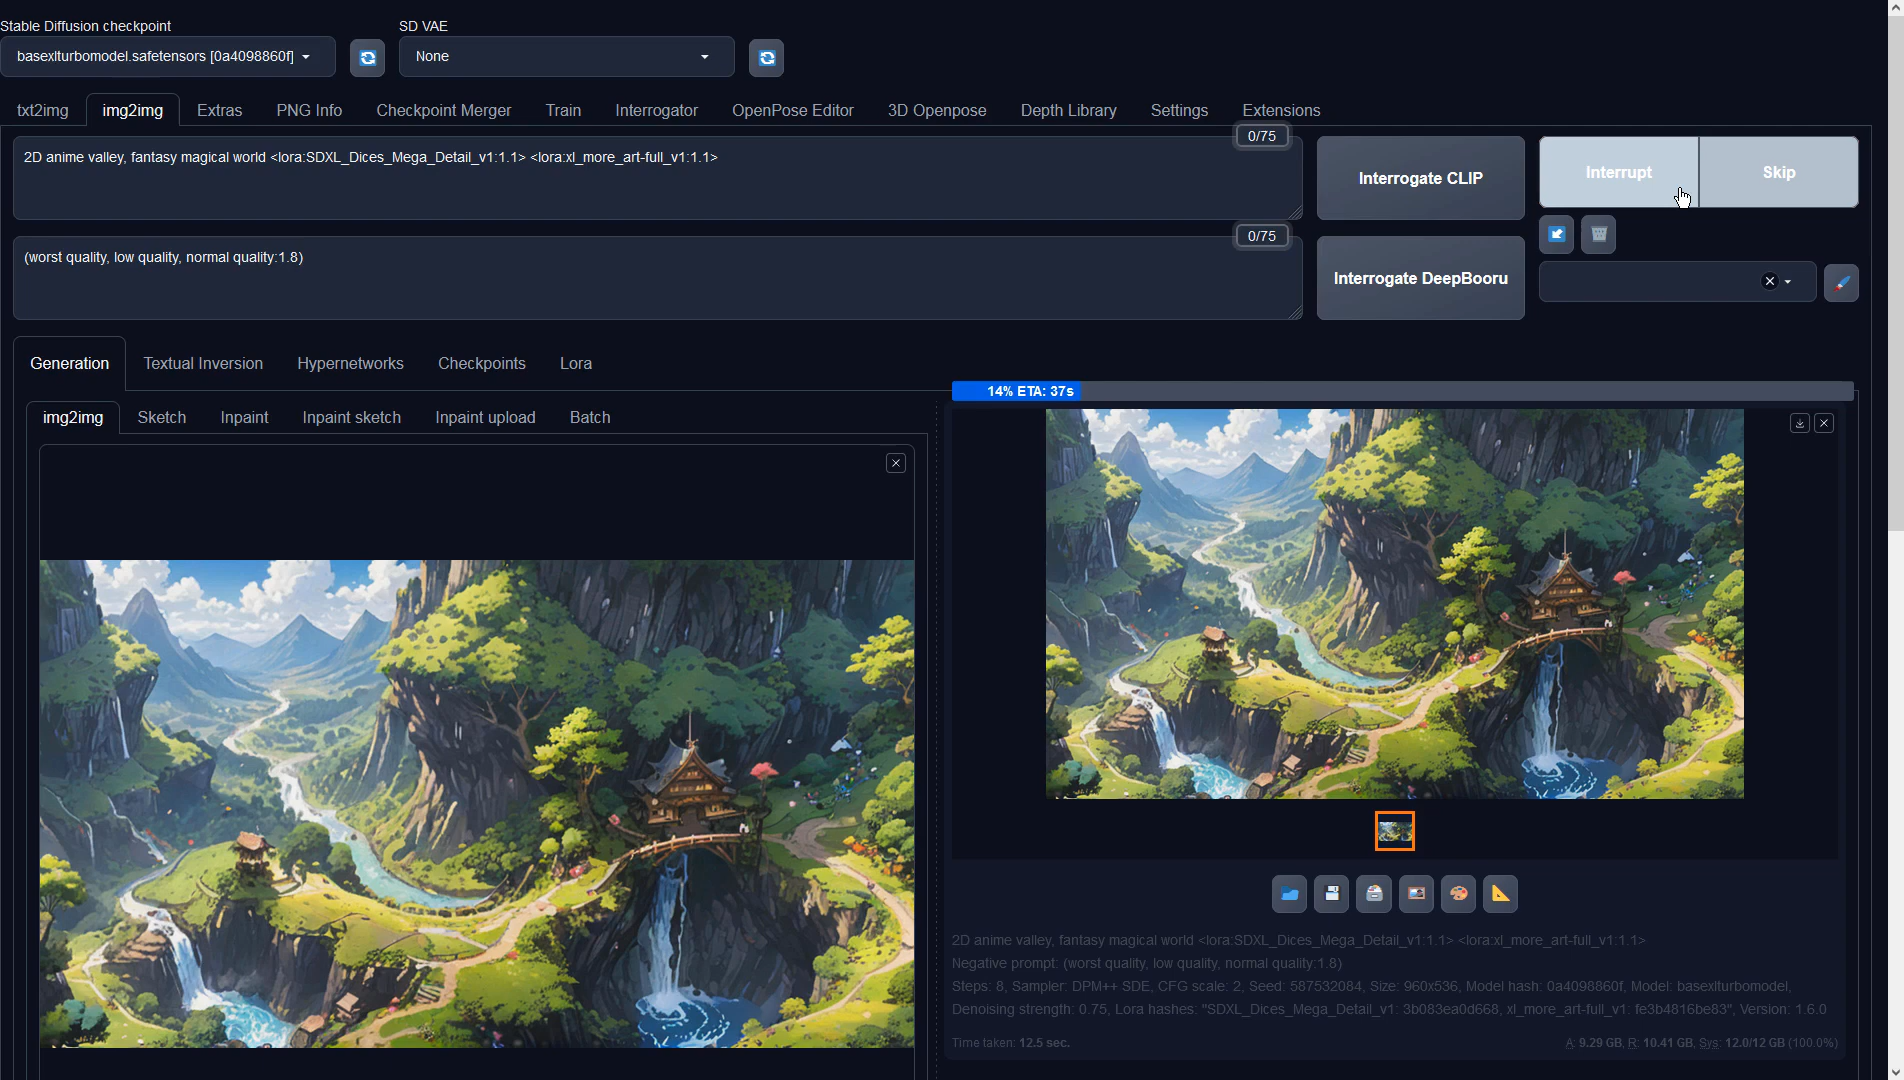 Stable Diffusion checkpoint
SD VAE
basexlturbomodel.safetensors [0a4098860f]
None
txt2img
img2img
Extras
PNG Info
Checkpoint Merger
Train
Interrogator
OpenPose Editor
3D Openpose
Depth Library
Settings
Extensions
0/75
2D anime valley, fantasy magical world <lora:SDXL_Dices_Mega_Detail_v1:1.1> <lora:xl_more_art-full_v1:1.1>
Interrogate CLIP
Interrupt
Skip
0/75
(worst quality, low quality, normal quality:1.8)
Interrogate DeepBooru
Generation
Textual Inversion
Hypernetworks
Checkpoints
Lora
14% ETA: 37s
img2img
Sketch
Inpaint
Inpaint sketch
Inpaint upload
Batch
2D anime valley, fantasy magical world <lora:SDXL_Dices_Mega_Detail_v1:1.1> <lora:xl_more_art-full_v1:1.1>
Negative prompt: (worst quality, low quality, normal quality:1.8)
Steps: 8, Sampler: DPM++ SDE, CFG scale: 2, Seed: 587532084, Size: 960x536, Model hash: 0a4098860f, Model: basexlturbomodel,
Denoising strength: 0.75, Lora hashes: "SDXL_Dices_Mega_Detail_v1: 3b083ea0d668, xl_more_art-full_v1: fe3b4816be83", Version: 1.6.0
Time taken: 12.5 sec.
A: 9.29 GB, R: 10.41 GB, Sys: 12.0/12 GB (100.0%)